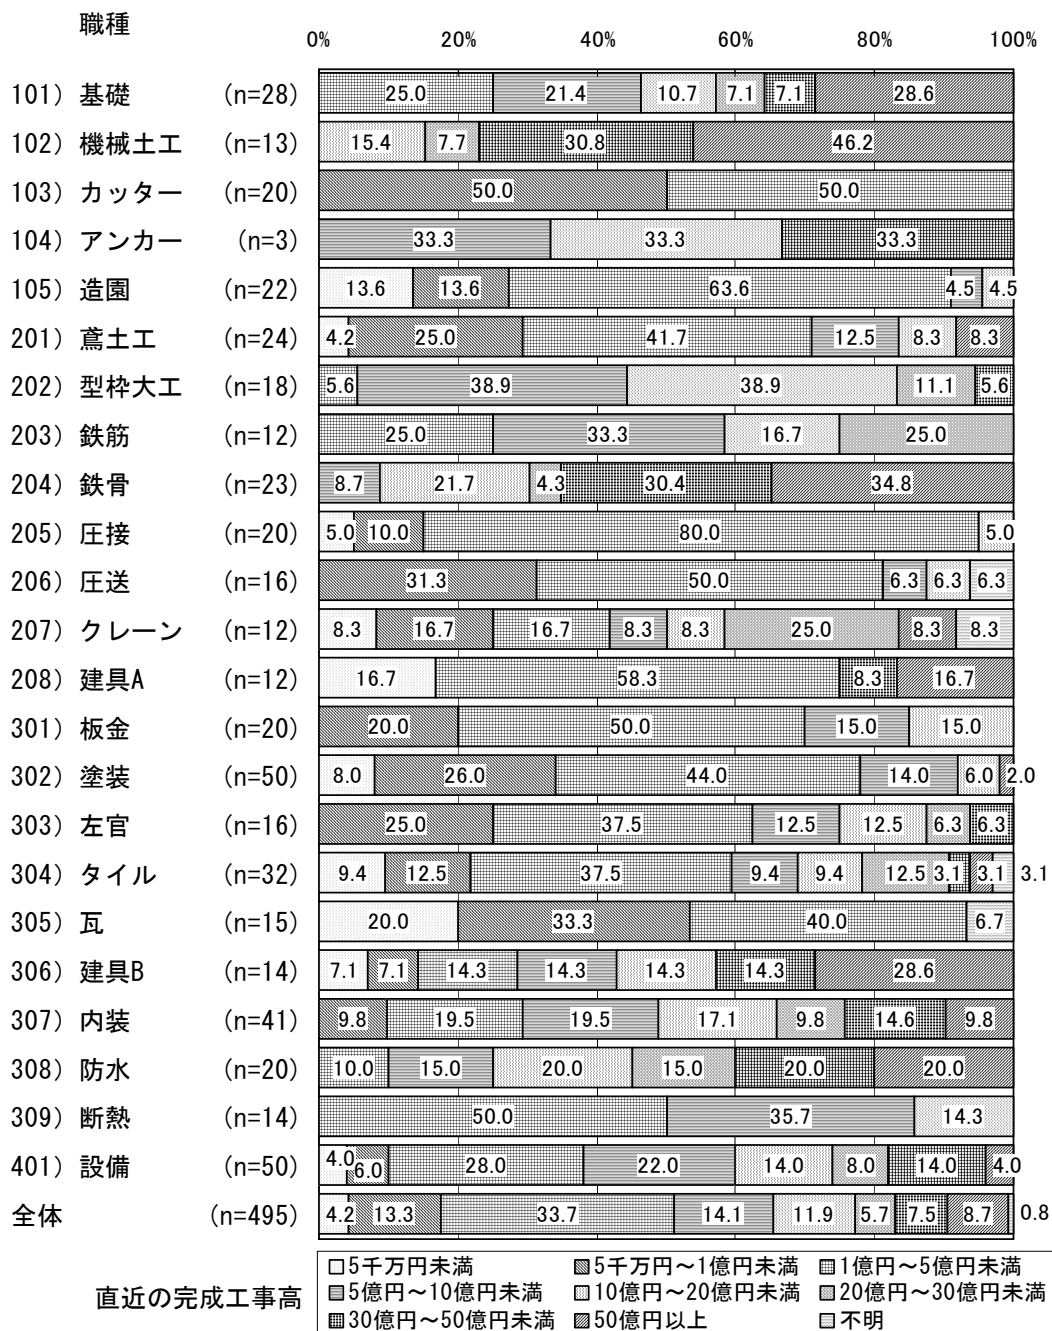 職種
0% 20% 40% 60% 80% 100%
101) 基礎 (n=28) 25.0 21.4 10.7 7.1 7.1 28.6
102) 機械土工 (n=13) 15.4 7.7 30.8 46.2
103) カッター (n=20) 50.0 50.0
104) アンカー (n=3) 33.3 33.3 33.3
105) 造園 (n=22) 13.6 13.6 63.6 4.5 4.5
201) 鳶土工 (n=24) 4.2 25.0 41.7 12.5 8.3 8.3
202) 型枠大工 (n=18) 5.6 38.9 38.9 11.1 5.6
203) 鉄筋 (n=12) 25.0 33.3 16.7 25.0
204) 鉄骨 (n=23) 8.7 21.7 4.3 30.4 34.8
205) 圧接 (n=20) 5.0 10.0 80.0 5.0
206) 圧送 (n=16) 31.3 50.0 6.3 6.3 6.3
207) クレーン (n=12) 8.3 16.7 16.7 8.3 8.3 25.0 8.3 8.3
208) 建具A (n=12) 16.7 58.3 8.3 16.7
301) 板金 (n=20) 20.0 50.0 15.0 15.0
302) 塗装 (n=50) 8.0 26.0 44.0 14.0 6.0 2.0
303) 左官 (n=16) 25.0 37.5 12.5 12.5 6.3 6.3
304) タイル (n=32) 9.4 12.5 37.5 9.4 9.4 12.5 3.1 3.1 3.1
305) 瓦 (n=15) 20.0 33.3 40.0 6.7
306) 建具B (n=14) 7.1 7.1 14.3 14.3 14.3 14.3 28.6
307) 内装 (n=41) 9.8 19.5 19.5 17.1 9.8 14.6 9.8
308) 防水 (n=20) 10.0 15.0 20.0 15.0 20.0 20.0
309) 断熱 (n=14) 50.0 35.7 14.3
401) 設備 (n=50) 4.0 6.0 28.0 22.0 14.0 8.0 14.0 4.0
全体 (n=495) 4.2 13.3 33.7 14.1 11.9 5.7 7.5 8.7 0.8
直近の完成工事高
5千万円未満 5千万円～1億円未満 1億円～5億円未満
5億円～10億円未満 10億円～20億円未満 20億円～30億円未満
30億円～50億円未満 50億円以上 不明